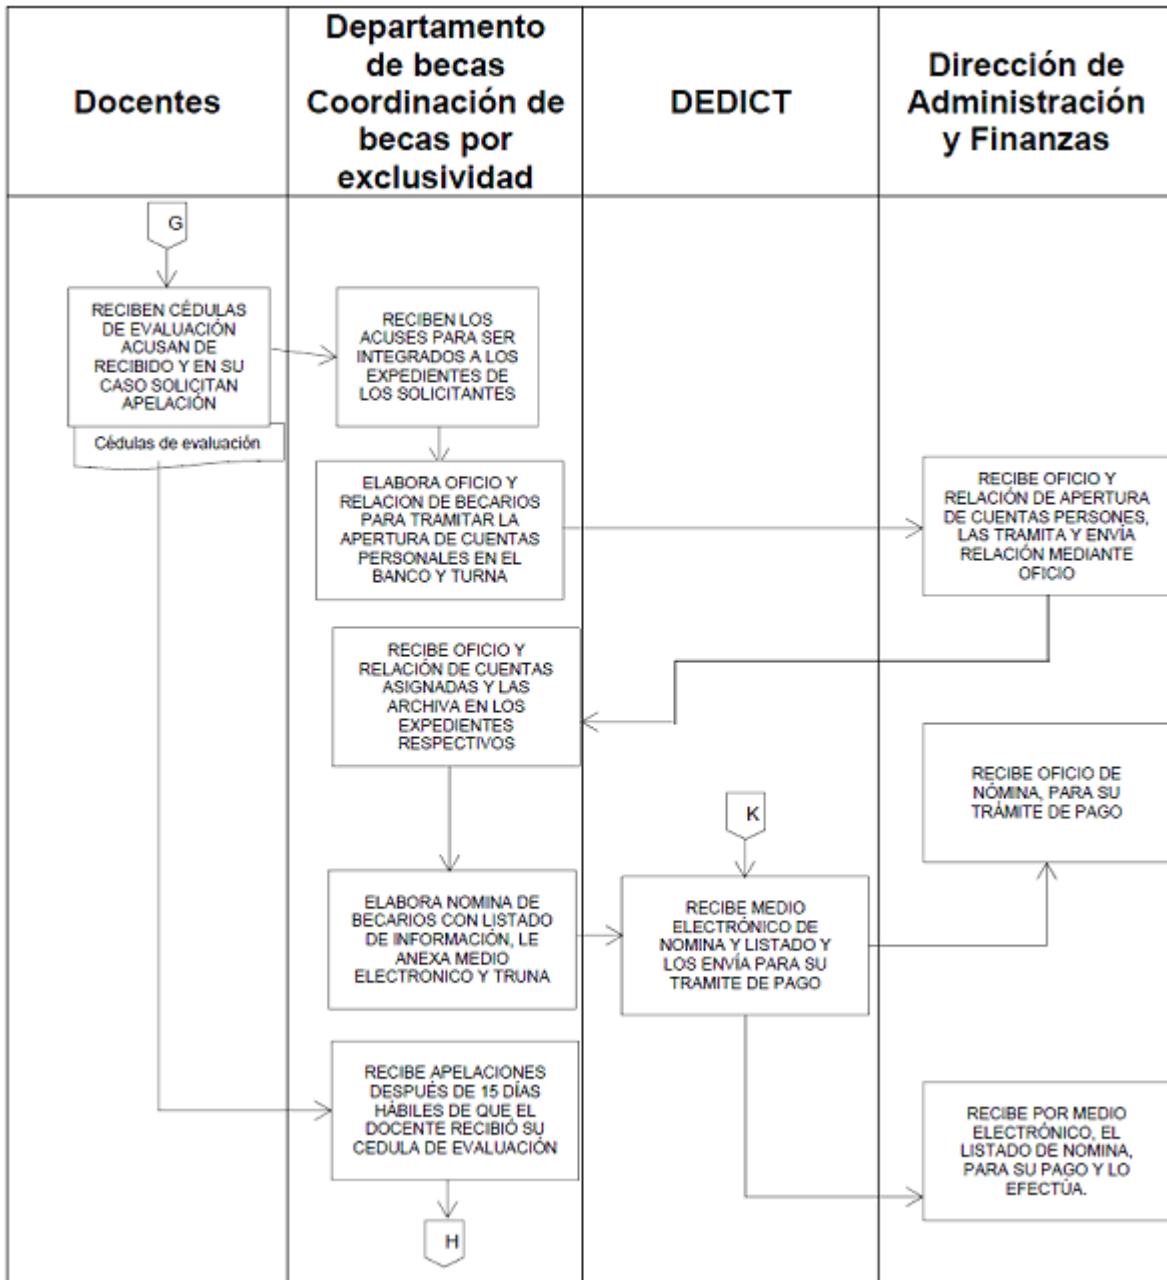 Docentes
Departamento
de becas
Coordinación de
becas por
exclusividad
DEDICT
Dirección de
Administración
y Finanzas
G
RECIBEN CÉDULAS
DE EVALUACIÓN
ACUSAN DE
RECIBIDO Y EN SU
CASO SOLICITAN
APELACIÓN
Cédulas de evaluación
RECIBEN LOS
ACUSES PARA SER
INTEGRADOS A LOS
EXPEDIENTES DE
LOS SOLICITANTES
ELABORA OFICIO Y
RELACION DE BECARIOS
PARA TRAMITAR LA
APERTURA DE CUENTAS
PERSONALES EN EL
BANCO Y TURNA
RECIBE OFICIO Y
RELACIÓN DE APERTURA
DE CUENTAS PERSONES,
LAS TRAMITA Y ENVÍA
RELACIÓN MEDIANTE
OFICIO
RECIBE OFICIO Y
RELACIÓN DE CUENTAS
ASIGNADAS Y LAS
ARCHIVA EN LOS
EXPEDIENTES
RESPECTIVOS
RECIBE OFICIO DE
NÓMINA, PARA SU
TRÁMITE DE PAGO
K
ELABORA NOMINA DE
BECARIOS CON LISTADO
DE INFORMACIÓN, LE
ANEXA MEDIO
ELECTRONICO Y TRUNA
RECIBE MEDIO
ELECTRÓNICO DE
NOMINA Y LISTADO Y
LOS ENVÍA PARA SU
TRAMITE DE PAGO
RECIBE APELACIONES
DESPUÉS DE 15 DÍAS
HÁBILES DE QUE EL
DOCENTE RECIBIÓ SU
CEDULA DE EVALUACIÓN
RECIBE POR MEDIO
ELECTRÓNICO, EL
LISTADO DE NOMINA,
PARA SU PAGO Y LO
EFECTÚA.
H